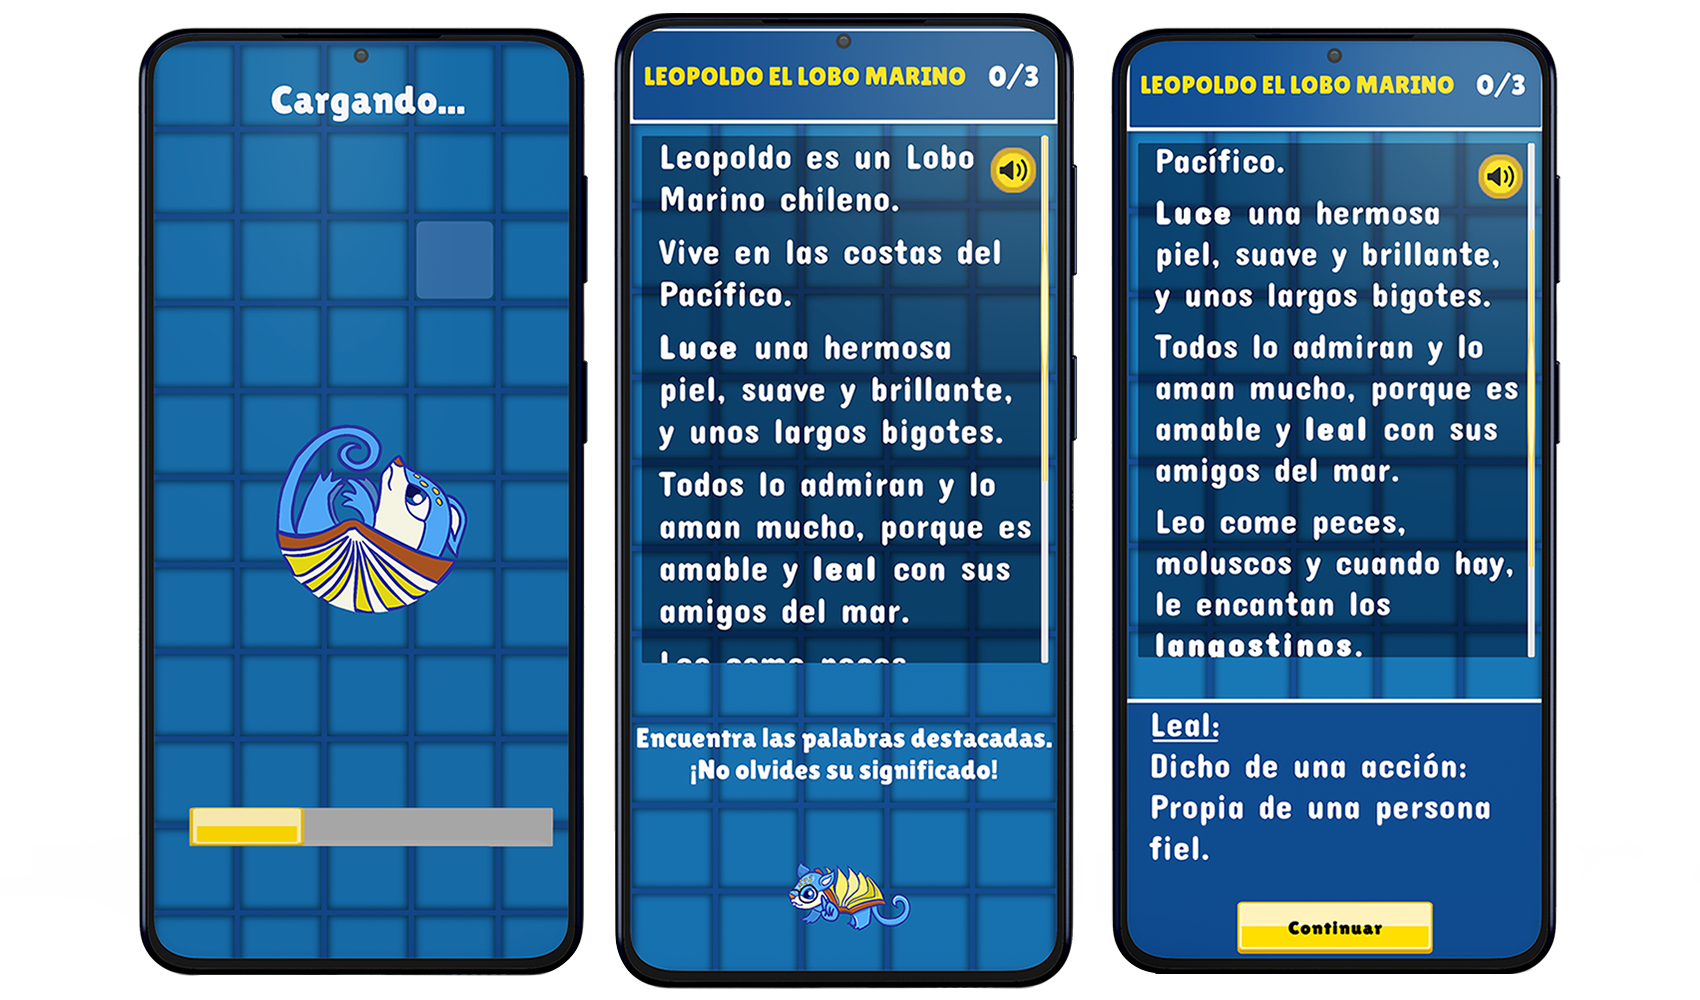 Cargando...
LEOPOLDO EL LOBO MARINO 0/3
Leopoldo es un Lobo
Marino chileno.
Vive en las costas del
Pacífico.
Luce una hermosa
piel, suave y brillante,
y unos largos bigotes.
Todos lo admiran y lo
aman mucho, porque es
amable y leal con sus
amigos del mar.
Leo come peces,
Encuentra las palabras destacadas.
¡No olvides su significado!
LEOPOLDO EL LOBO MARINO 0/3
Pacífico.
Luce una hermosa
piel, suave y brillante,
y unos largos bigotes.
Todos lo admiran y lo
aman mucho, porque es
amable y leal con sus
amigos del mar.
Leo come peces,
moluscos y cuando hay,
le encantan los
langostinos.
Leal:
Dicho de una acción:
Propia de una persona
fiel.
Continuar